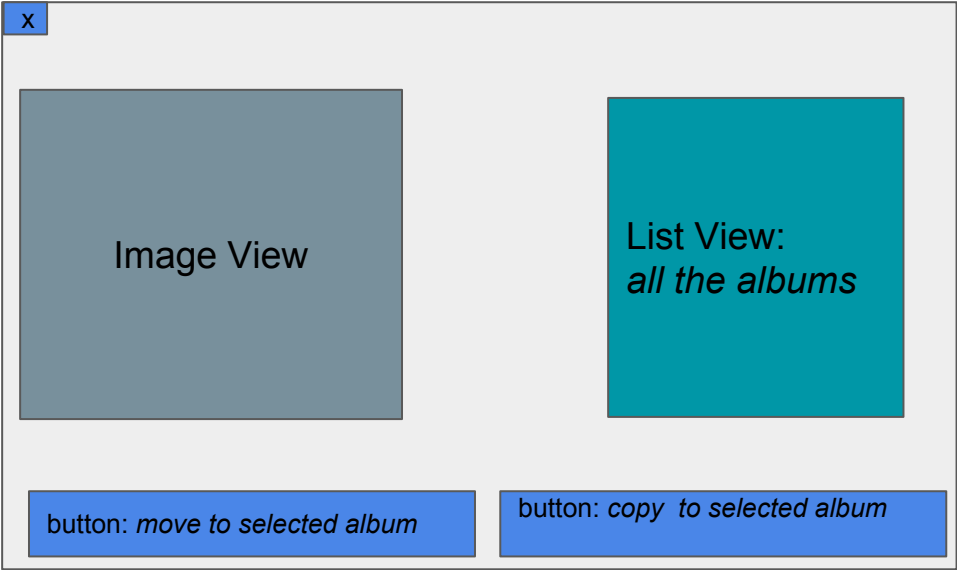 x
Image View
List View:
all the albums
button: move to selected album
button: copy  to selected album